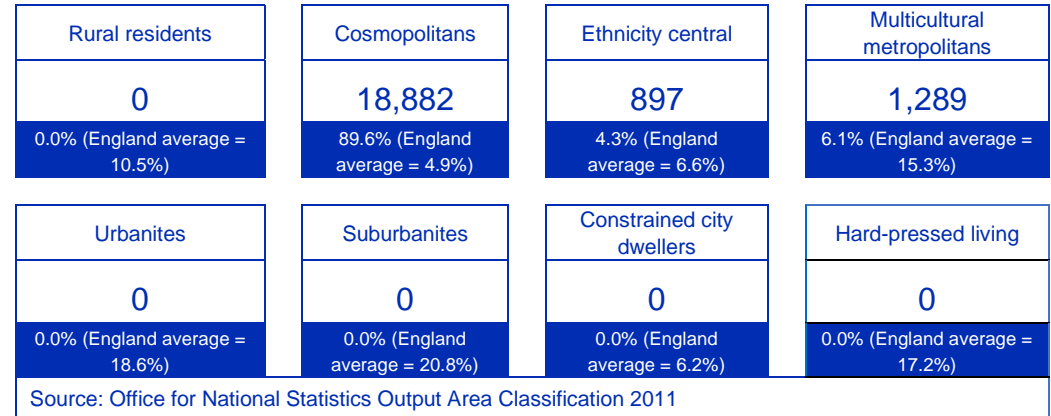 Rural residents
0
0.0% (England average =
10.5%)
Cosmopolitans
18,882
89.6% (England
average = 4.9%)
Ethnicity central
897
4.3% (England
average = 6.6%)
Multicultural
metropolitans
1,289
6.1% (England average =
15.3%)
Urbanites
0
0.0% (England average =
18.6%)
Suburbanites
0
0.0% (England
average = 20.8%)
Constrained city
dwellers
0
0.0% (England
average = 6.2%)
Hard-pressed living
0
0.0% (England average =
17.2%)
Source: Office for National Statistics Output Area Classification 2011